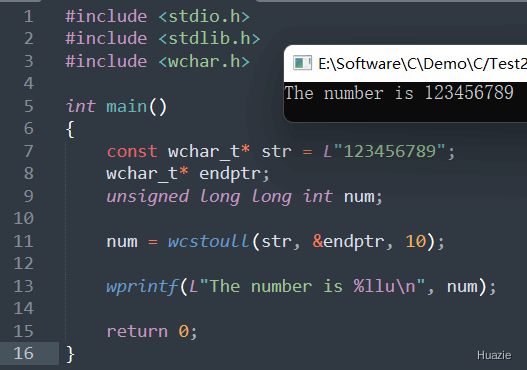 1 #include <stdio.h>
2 #include <stdlib.h>
3 #include <wchar.h>
4
5 int main()
6 {
7     const wchar_t* str = L"123456789";
8     wchar_t* endptr;
9     unsigned long long int num;
10
11     num = wcstoull(str, &endptr, 10);
12
13     wprintf(L"The number is %llu\n", num);
14
15     return 0;
16 }
E:\Software\C\Demo\C/Test2
The number is 123456789
Huazie